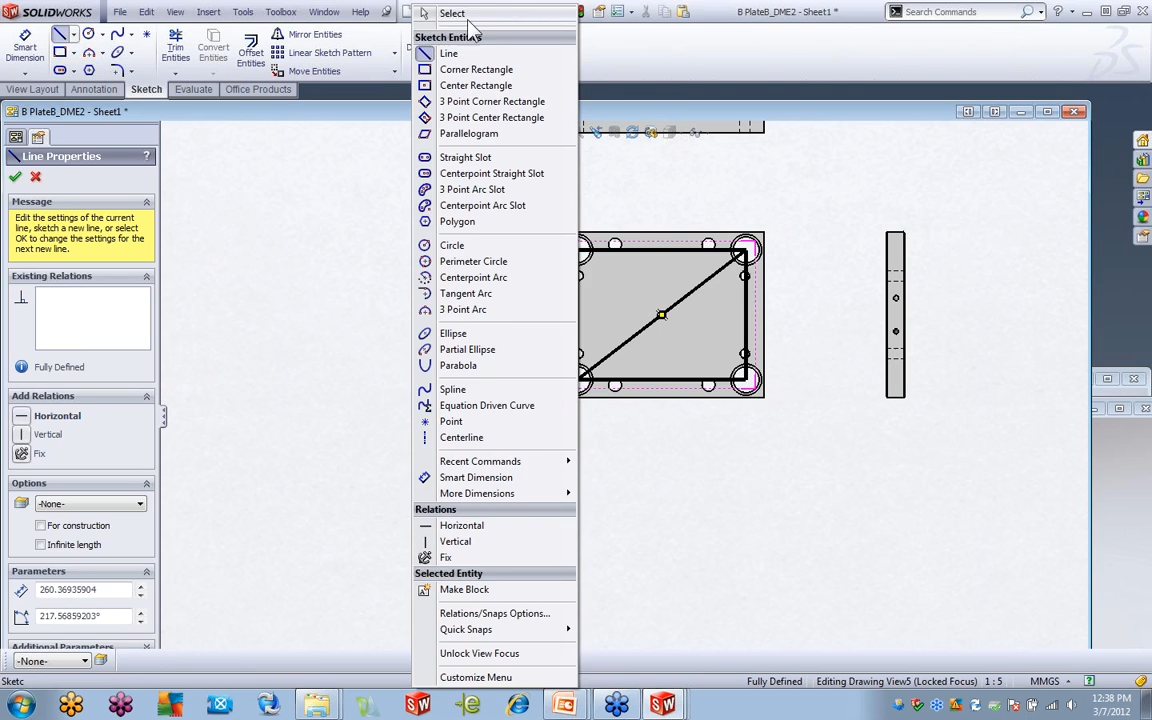 SOLIDWORKS File Edit View Insert Tools Toolbox Window Help
B PlateB_DME2 - Sheet1 *
Search Commands
Smart Dimension
Trim Entities
Convert Entities
Offset Entities
Mirror Entities
Linear Sketch Pattern
Move Entities
View Layout Annotation Sketch Evaluate Office Products
B PlateB_DME2 - Sheet1 *
Line Properties ?
Message
Edit the settings of the current
line, sketch a new line, or select
OK to change the settings for the
next new line.
Existing Relations
Fully Defined
Add Relations
Horizontal
Vertical
Fix
Options
-None-
For construction
Infinite length
Parameters
260.36935904
217.56859203°
Additional Parameters
-None-
Select
Sketch Entities
Line
Corner Rectangle
Center Rectangle
3 Point Corner Rectangle
3 Point Center Rectangle
Parallelogram
Straight Slot
Centerpoint Straight Slot
3 Point Arc Slot
Centerpoint Arc Slot
Polygon
Circle
Perimeter Circle
Centerpoint Arc
Tangent Arc
3 Point Arc
Ellipse
Partial Ellipse
Parabola
Spline
Equation Driven Curve
Point
Centerline
Recent Commands
Smart Dimension
More Dimensions
Relations
Horizontal
Vertical
Fix
Selected Entity
Make Block
Relations/Snaps Options...
Quick Snaps
Unlock View Focus
Customize Menu
Sketc
Fully Defined Editing Drawing View5 (Locked Focus) 1 : 5 MMGS
12:38 PM
3/7/2012